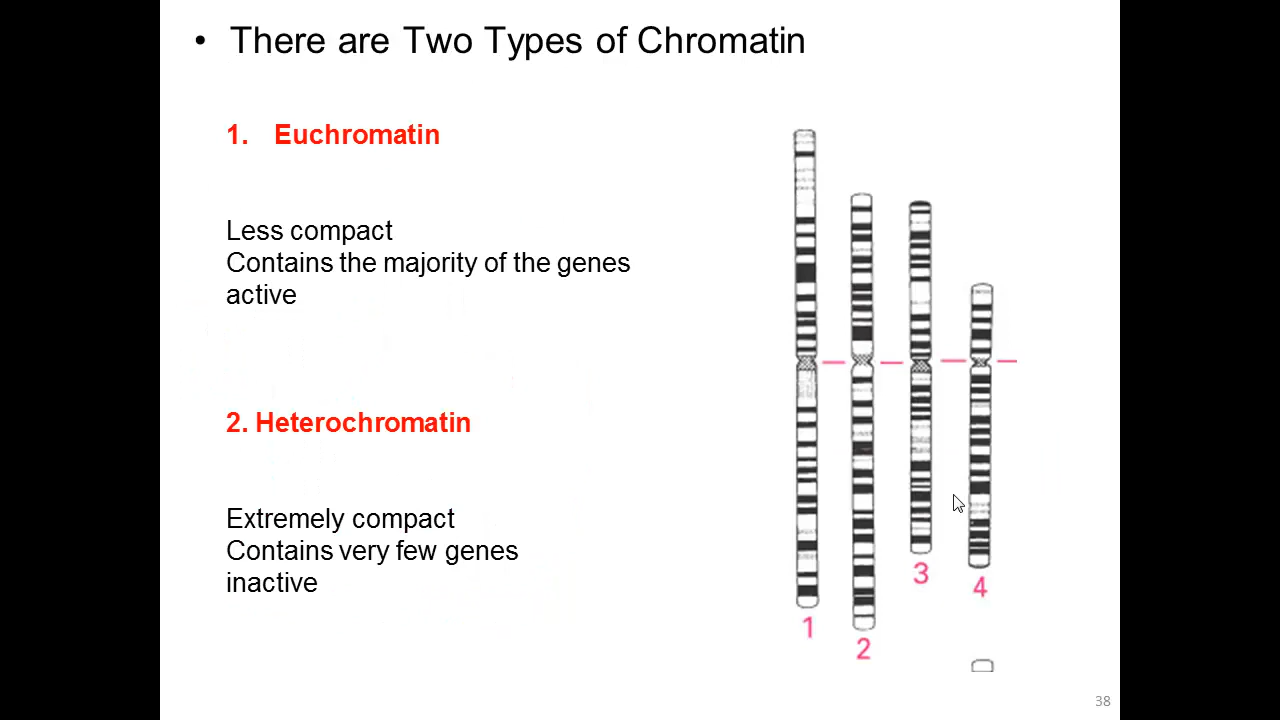 • There are Two Types of Chromatin
1. Euchromatin
Less compact
Contains the majority of the genes
active
2. Heterochromatin
Extremely compact
Contains very few genes
inactive
1
2
3
4
38